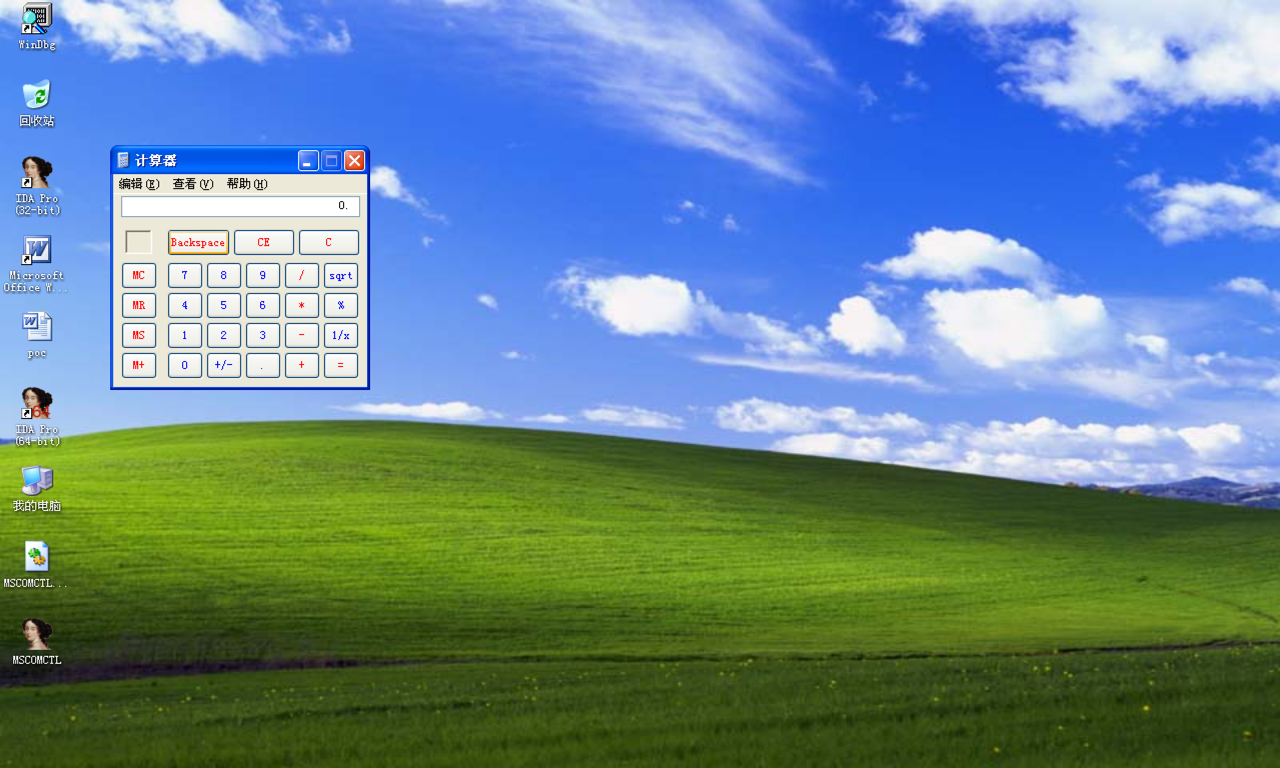 WinDbg
回收站
IDA Pro
(32-bit)
Microsoft
Office W...
poc
64
IDA Pro
(64-bit)
我的电脑
MSCOMCTL...
MSCOMCTL
计算器
编辑(E) 查看(V) 帮助(H)
0.
Backspace CE C
MC 7 8 9 / sqrt
MR 4 5 6 * %
MS 1 2 3 - 1/x
M+ 0 +/- . + =